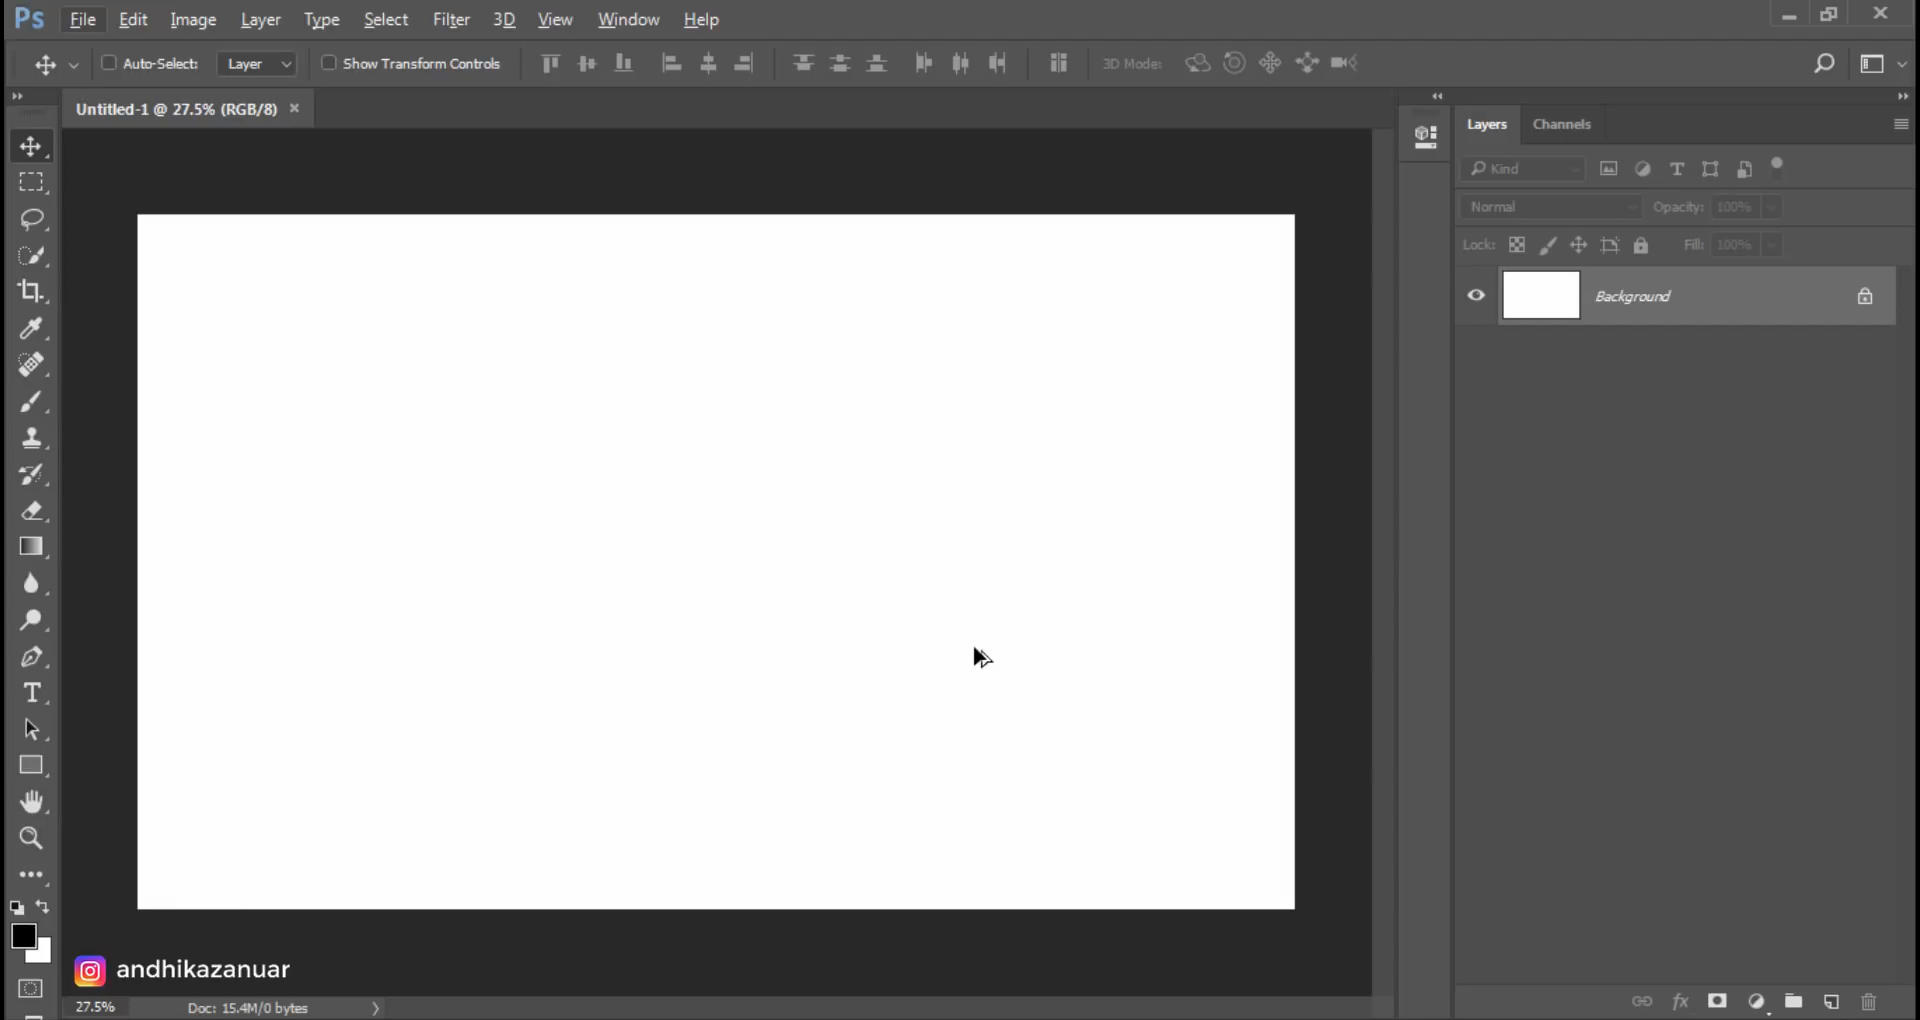 Ps File Edit Image Layer Type Select Filter 3D View Window Help
Auto-Select: Layer Show Transform Controls 3D Mode:
Untitled-1 @ 27.5% (RGB/8) ×
Layers Channels
Kind
Normal Opacity: 100%
Lock: Fill: 100%
Background
andhikazanuar
27.5% Doc: 15.4M/0 bytes